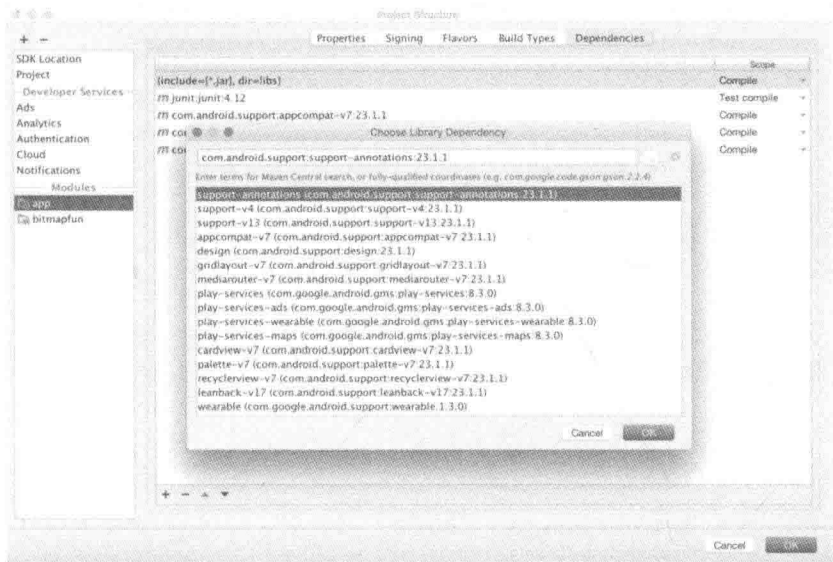 Project Structure
+ −
Properties Signing Flavors Build Types Dependencies
SDK Location
Project
Developer Services
Ads
Analytics
Authentication
Cloud
Notifications
Modules
app
bitmapfun
Scope
{include=[*.jar], dir=libs} Compile
m junit:junit:4.12 Test compile
m com.android.support:appcompat-v7:23.1.1 Compile
m Compile
m Compile
Choose Library Dependency
com.android.support:support-annotations:23.1.1
Enter terms for Maven Central search, or fully-qualified coordinates (e.g. com.google.code.gson:gson:2.2.4)
support-annotations (com.android.support:support-annotations:23.1.1)
support-v4 (com.android.support:support-v4:23.1.1)
support-v13 (com.android.support:support-v13:23.1.1)
appcompat-v7 (com.android.support:appcompat-v7:23.1.1)
design (com.android.support:design:23.1.1)
gridlayout-v7 (com.android.support:gridlayout-v7:23.1.1)
mediarouter-v7 (com.android.support:mediarouter-v7:23.1.1)
play-services (com.google.android.gms:play-services:8.3.0)
play-services-ads (com.google.android.gms:play-services-ads:8.3.0)
play-services-wearable (com.google.android.gms:play-services-wearable:8.3.0)
play-services-maps (com.google.android.gms:play-services-maps:8.3.0)
cardview-v7 (com.android.support:cardview-v7:23.1.1)
palette-v7 (com.android.support:palette-v7:23.1.1)
recyclerview-v7 (com.android.support:recyclerview-v7:23.1.1)
leanback-v17 (com.android.support:leanback-v17:23.1.1)
wearable (com.google.android.support:wearable:1.3.0)
Cancel OK
+ −
Cancel OK